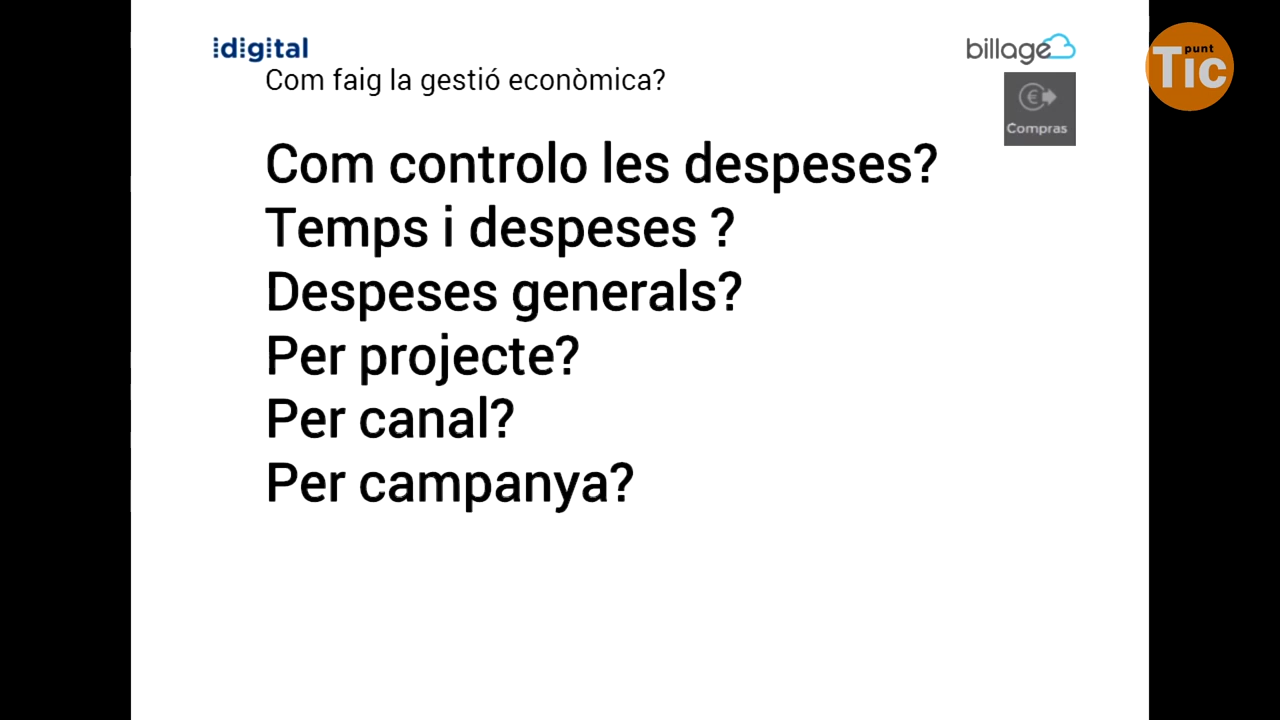 idigital
billage
punt
Tic
Com faig la gestió econòmica?
Compras
Com controlo les despeses?
Temps i despeses ?
Despeses generals?
Per projecte?
Per canal?
Per campanya?